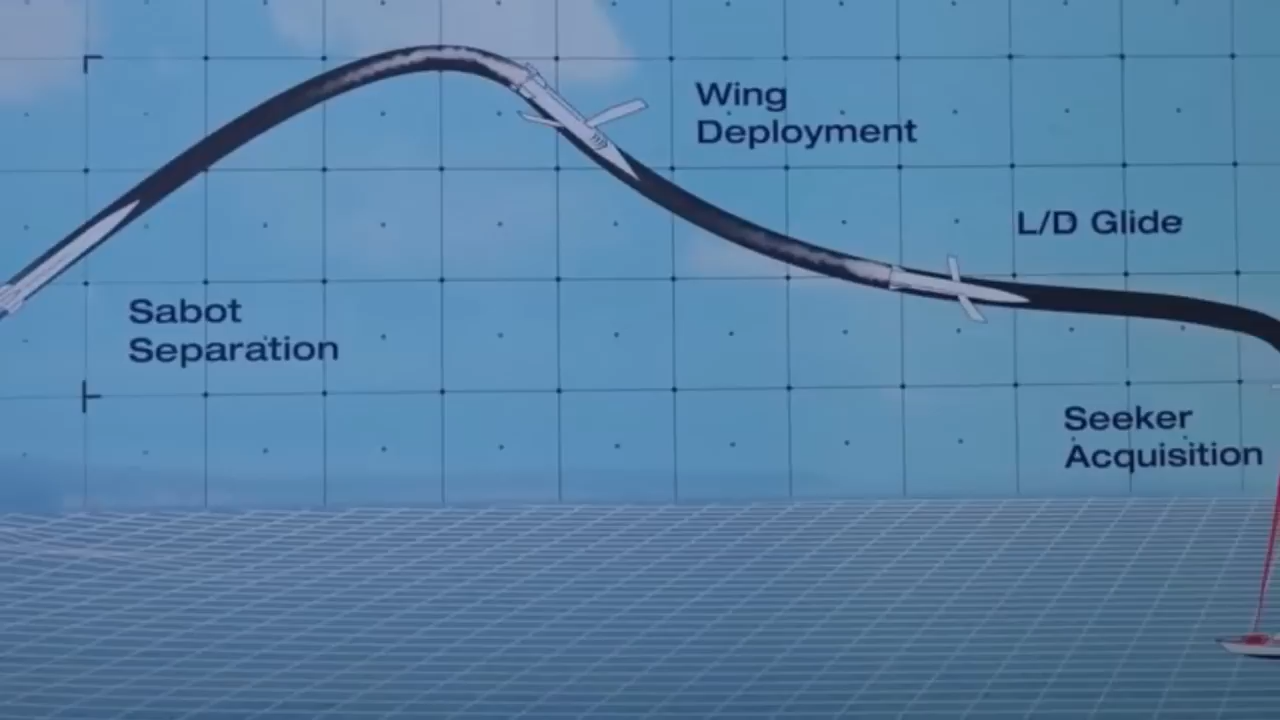 Wing
Deployment
L/D Glide
Sabot
Separation
Seeker
Acquisition